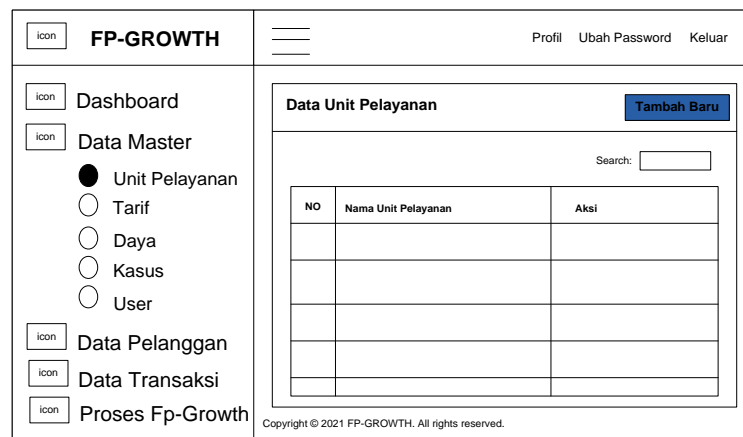 icon FP-GROWTH
Profil Ubah Password Keluar
icon Dashboard
icon Data Master
Unit Pelayanan
Tarif
Daya
Kasus
User
icon Data Pelanggan
icon Data Transaksi
icon Proses Fp-Growth
Data Unit Pelayanan
Tambah Baru
Search:
NO Nama Unit Pelayanan Aksi
Copyright © 2021 FP-GROWTH. All rights reserved.